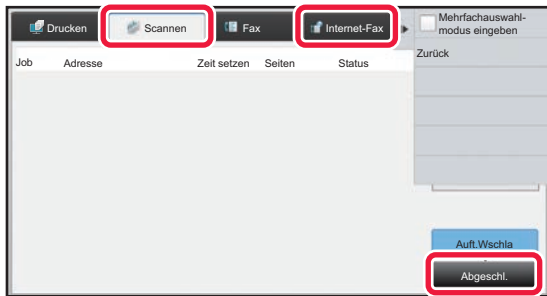 Drucken
Scannen
Fax
Internet-Fax
Mehrfachauswahl-
modus eingeben
Zurück
Job Adresse Zeit setzen Seiten Status
Auft.Wschla
Abgeschl.